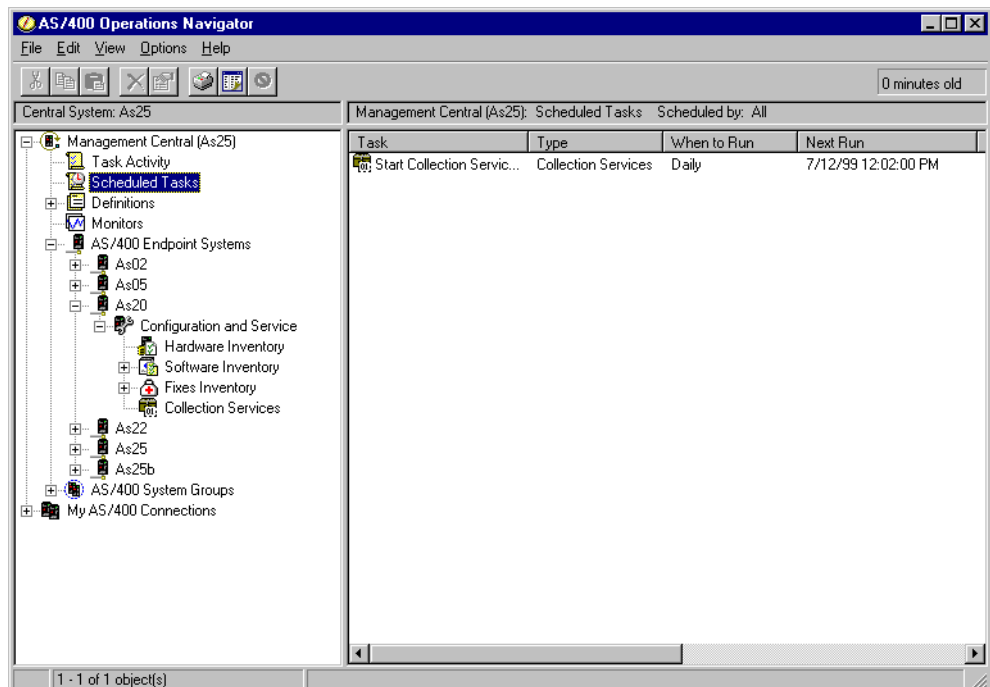 AS/400 Operations Navigator
File Edit View Options Help
0 minutes old
Central System: As25
Management Central (As25): Scheduled Tasks Scheduled by: All
Management Central (As25)
Task Activity
Scheduled Tasks
Definitions
Monitors
AS/400 Endpoint Systems
As02
As05
As20
Configuration and Service
Hardware Inventory
Software Inventory
Fixes Inventory
Collection Services
As22
As25
As25b
AS/400 System Groups
My AS/400 Connections
Task Type When to Run Next Run
Start Collection Servic... Collection Services Daily 7/12/99 12:02:00 PM
1 - 1 of 1 object(s)